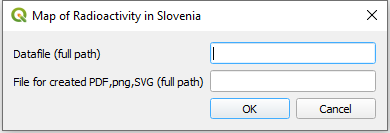 Map of Radioactivity in Slovenia
Datafile (full path)
File for created PDF,png,SVG (full path)
OK Cancel